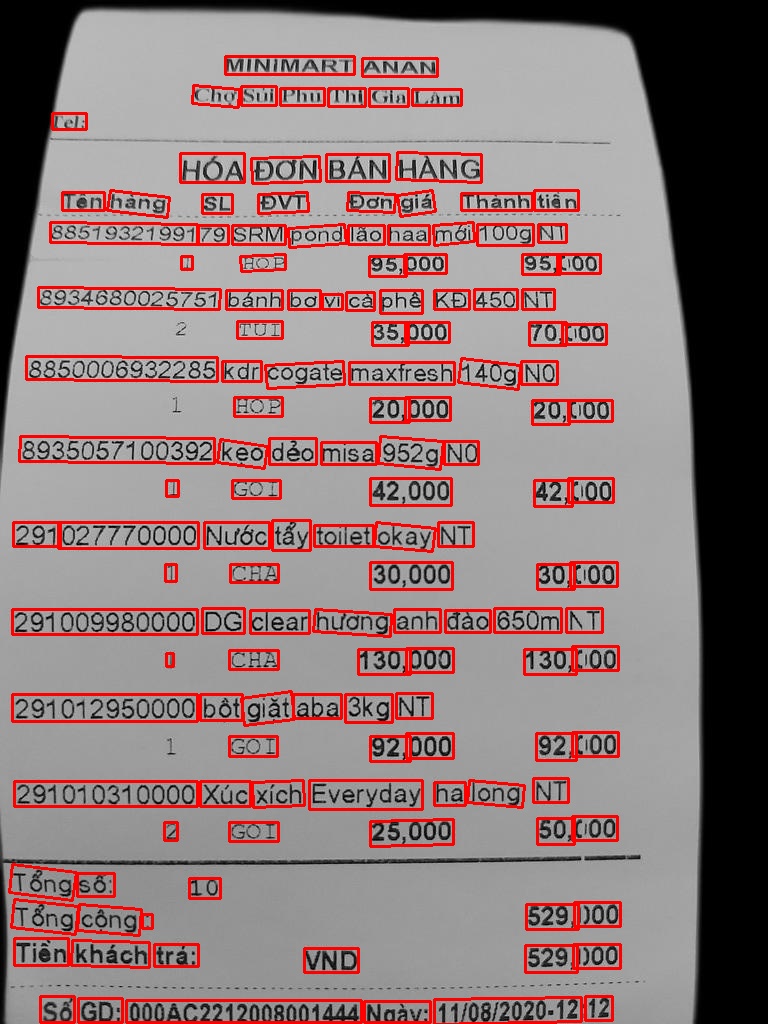 MINIMART ANAN
Chợ Sủi Phú Thị Gia Lâm
Tel:
HÓA ĐƠN BÁN HÀNG
Tên hàng SL ĐVT Đơn giá Thành tiền
8851932199179 SRM pond lão hàa mới 100g NT
1 HOP 95,000 95,000
8934680025751 bánh bơ vị cà phê KĐ 450 NT
2 TUI 35,000 70,000
8850006932285 kdr cogate maxfresh 140g N0
1 HOP 20,000 20,000
8935057100392 kẹo dẻo misa 952g N0
1 GOI 42,000 42,000
291027770000 Nước tẩy toilet okay NT
1 CHA 30,000 30,000
291009980000 DG clear hương anh đào 650m NT
1 CHA 130,000 130,000
291012950000 bột giặt aba 3kg NT
1 GOI 92,000 92,000
291010310000 Xúc xích Everyday hạ long NT
2 GOI 25,000 50,000
Tổng số: 10
Tổng cộng: 529,000
Tiền khách trả: VND 529,000
Số GD: 000AC2212008001444 Ngày: 11/08/2020-12:12